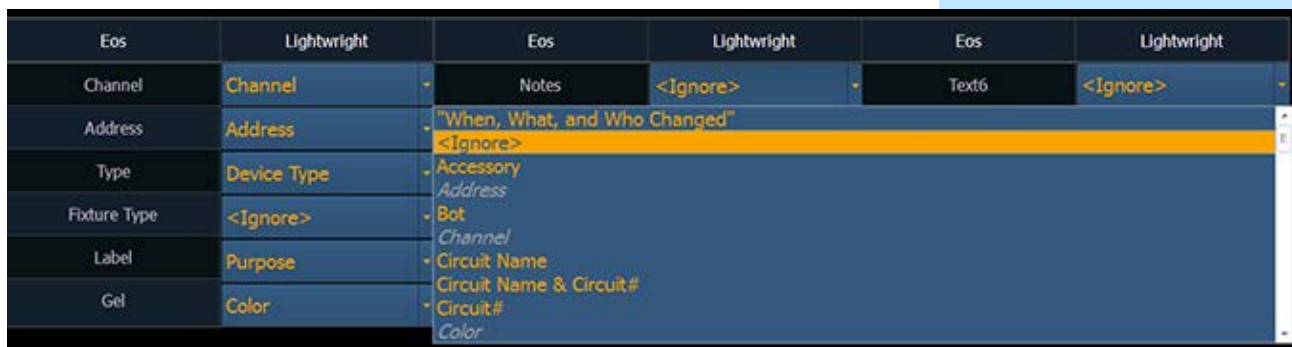 Eos Lightwright Eos Lightwright Eos Lightwright
Channel Channel Notes <Ignore> Text6 <Ignore>
Address Address "When, What, and Who Changed"
<Ignore>
Type Device Type Accessory
Address
Fixture Type <Ignore> Bot
Channel
Label Purpose Circuit Name
Circuit Name & Circuit#
Gel Color Circuit#
Color